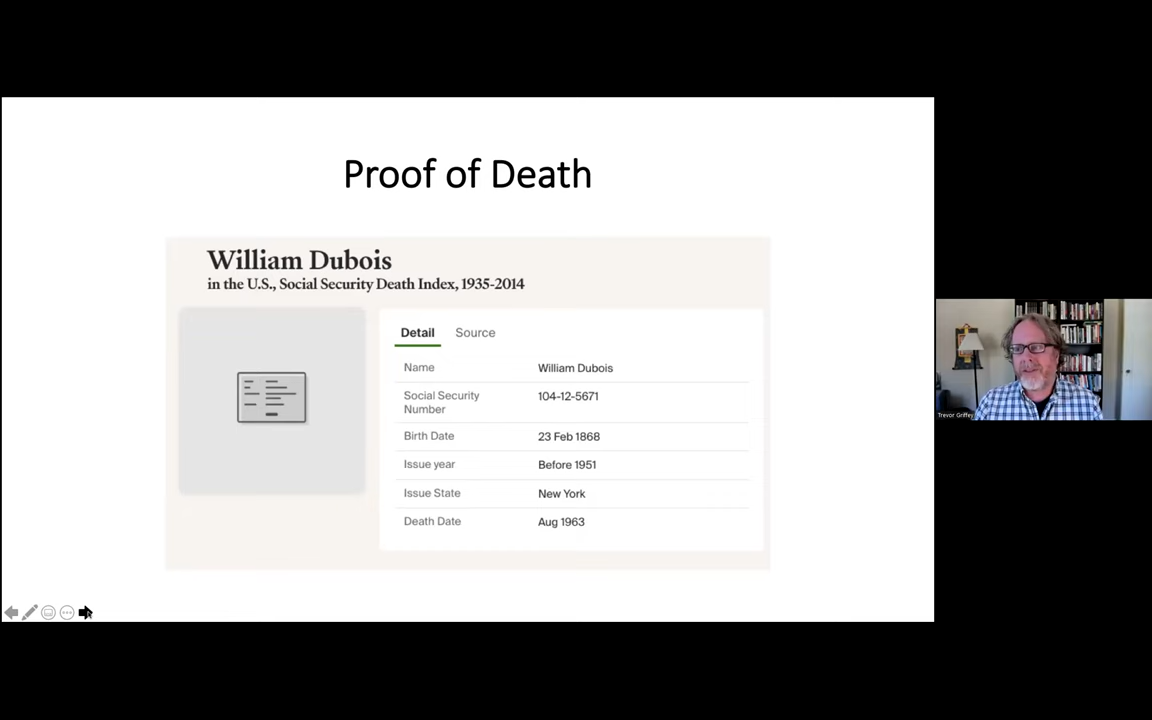 Proof of Death
William Dubois
in the U.S., Social Security Death Index, 1935-2014
Detail Source
Name William Dubois
Social Security
Number 104-12-5671
Birth Date 23 Feb 1868
Issue year Before 1951
Issue State New York
Death Date Aug 1963
Trevor Griffey